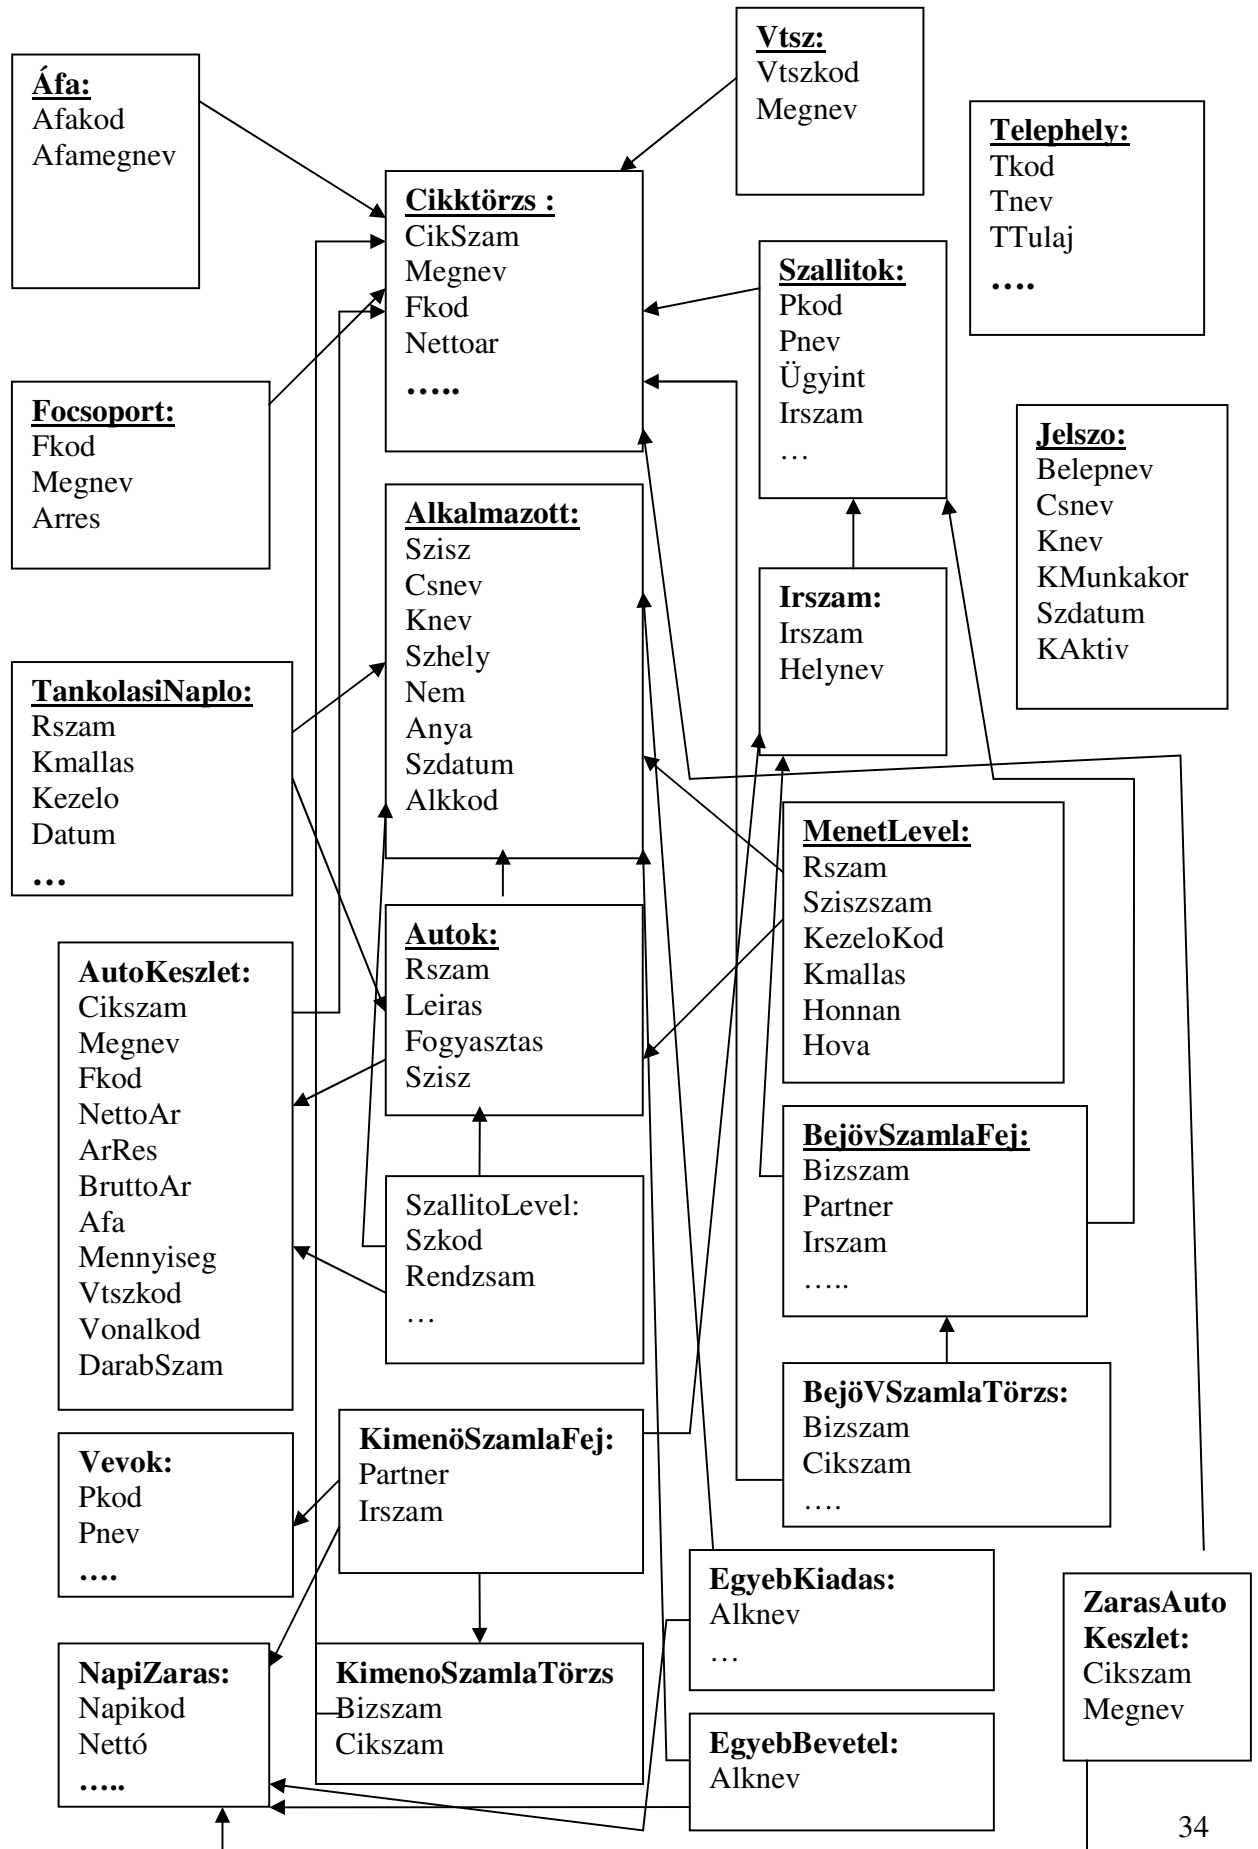 Áfa:
Afakod
Afamegnev
Vtsz:
Vtszkod
Megnev
Telephely:
Tkod
Tnev
TTulaj
….
Cikktörzs :
CikSzam
Megnev
Fkod
Nettoar
…..
Szallitok:
Pkod
Pnev
Ügyint
Irszam
…
Focsoport:
Fkod
Megnev
Arres
Jelszo:
Belepnev
Csnev
Knev
KMunkakor
Szdatum
KAktiv
Alkalmazott:
Szisz
Csnev
Knev
Szhely
Nem
Anya
Szdatum
Alkkod
Irszam:
Irszam
Helynev
TankolasiNaplo:
Rszam
Kmallas
Kezelo
Datum
…
MenetLevel:
Rszam
Sziszszam
KezeloKod
Kmallas
Honnan
Hova
Autok:
Rszam
Leiras
Fogyasztas
Szisz
AutoKeszlet:
Cikszam
Megnev
Fkod
NettoAr
ArRes
BruttoAr
Afa
Mennyiseg
Vtszkod
Vonalkod
DarabSzam
BejövSzamlaFej:
Bizszam
Partner
Irszam
…..
SzallitoLevel:
Szkod
Rendzsam
…
BejöVSzamlaTörzs:
Bizszam
Cikszam
….
KimenöSzamlaFej:
Partner
Irszam
Vevok:
Pkod
Pnev
….
EgyebKiadas:
Alknev
…
ZarasAuto
Keszlet:
Cikszam
Megnev
NapiZaras:
Napikod
Nettó
…..
KimenoSzamlaTörzs
Bizszam
Cikszam
EgyebBevetel:
Alknev
34